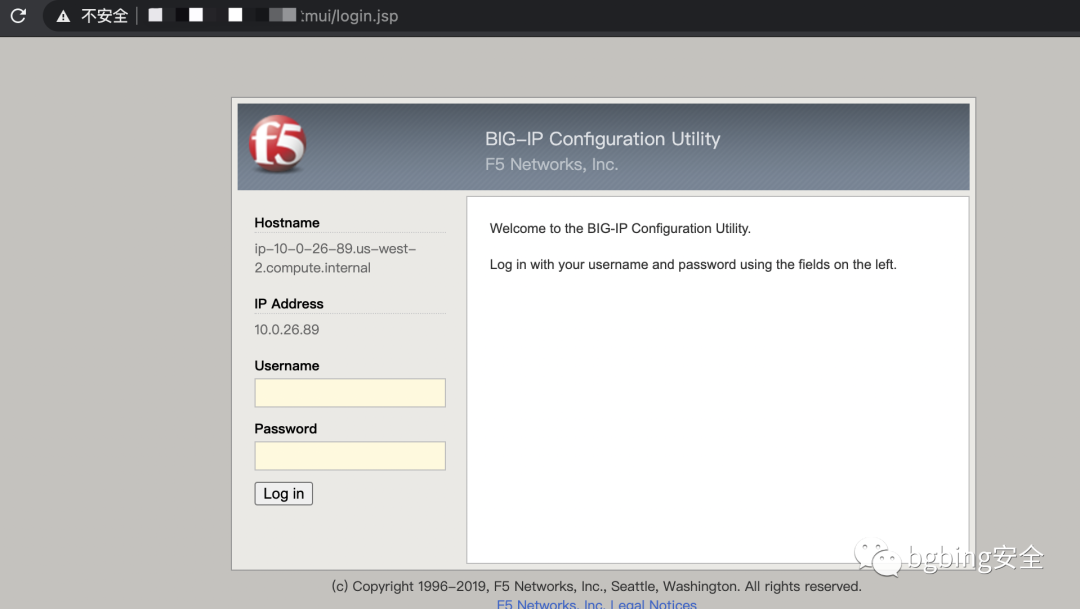 不安全
tmui/login.jsp
f5
BIG-IP Configuration Utility
F5 Networks, Inc.
Hostname
ip-10-0-26-89.us-west-
2.compute.internal
IP Address
10.0.26.89
Username
Password
Log in
Welcome to the BIG-IP Configuration Utility.
Log in with your username and password using the fields on the left.
bgbing安全
(c) Copyright 1996-2019, F5 Networks, Inc., Seattle, Washington. All rights reserved.
F5 Networks, Inc. Legal Notices